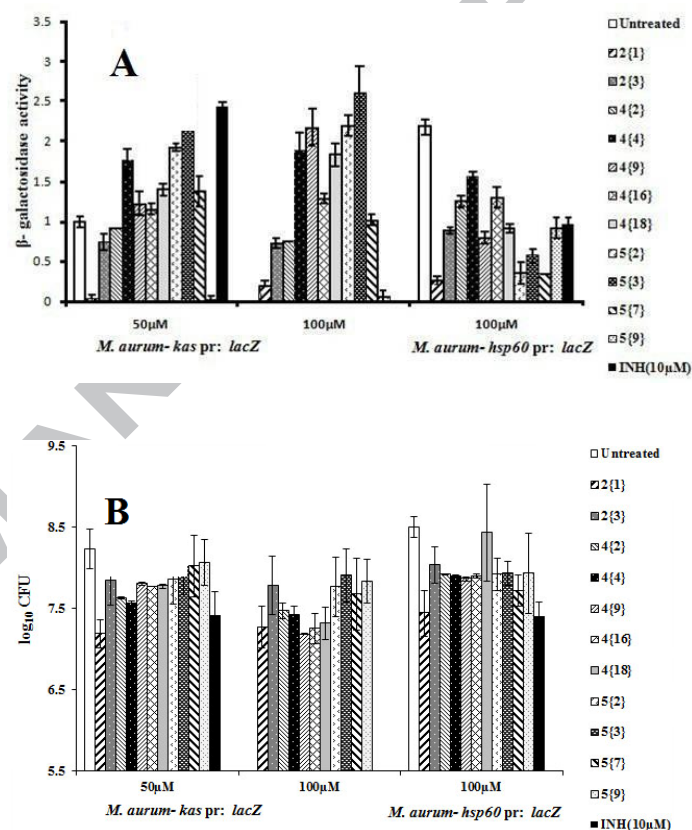 3.5
3
2.5
2
1.5
1
0.5
0
β- galactosidase activity
A
50µM
100µM
100µM
M. aurum- kas pr: lacZ
M. aurum- hsp60 pr: lacZ
Untreated
2{1}
2{3}
4{2}
4{4}
4{9}
4{16}
4{18}
5{2}
5{3}
5{7}
5{9}
INH(10µM)
9.5
8.5
7.5
6.5
5.5
log10 CFU
B
50µM
100µM
100µM
M. aurum- kas pr: lacZ
M. aurum- hsp60 pr: lacZ
Untreated
2{1}
2{3}
4{2}
4{4}
4{9}
4{16}
4{18}
5{2}
5{3}
5{7}
5{9}
INH(10µM)